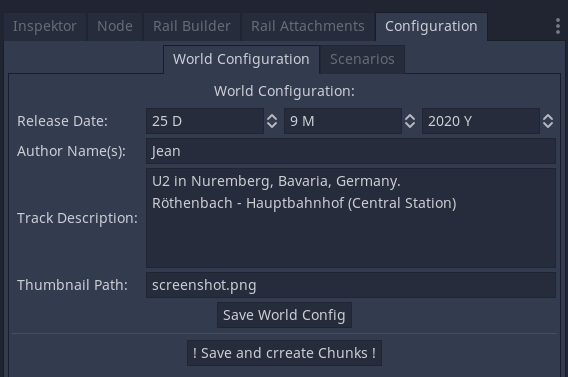 Inspektor Node Rail Builder Rail Attachments Configuration
World Configuration Scenarios
World Configuration:
Release Date: 25 D 9 M 2020 Y
Author Name(s): Jean
Track Description: U2 in Nuremberg, Bavaria, Germany.
Röthenbach - Hauptbahnhof (Central Station)
Thumbnail Path: screenshot.png
Save World Config
! Save and crreate Chunks !